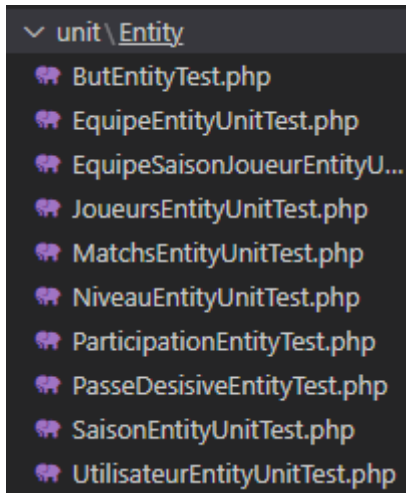 unit\Entity
ButEntityTest.php
EquipeEntityUnitTest.php
EquipeSaisonJoueurEntityU...
JoueursEntityUnitTest.php
MatchsEntityUnitTest.php
NiveauEntityUnitTest.php
ParticipationEntityTest.php
PasseDesisiveEntityTest.php
SaisonEntityUnitTest.php
UtilisateurEntityUnitTest.php